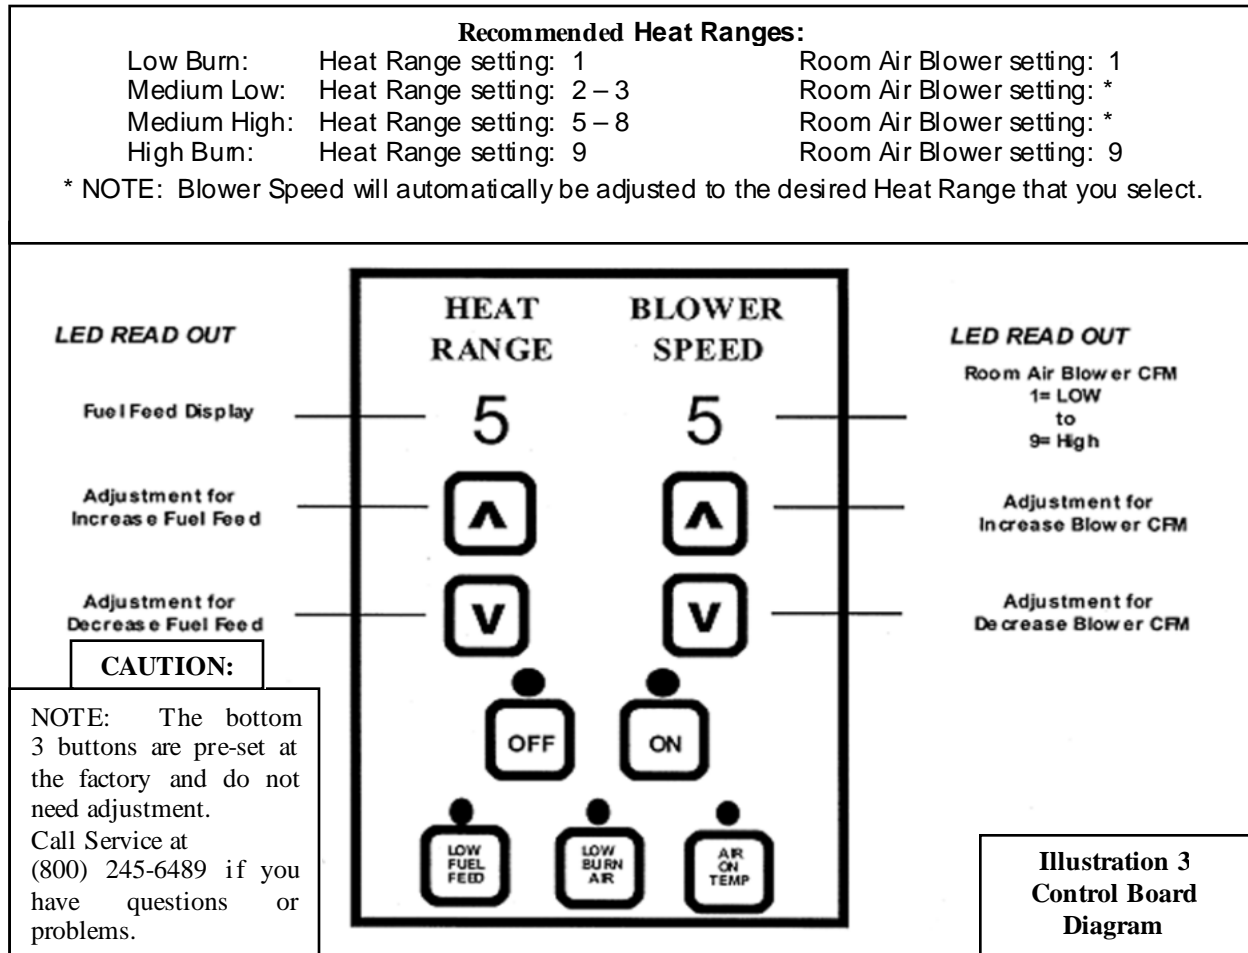 Recommended Heat Ranges:
Low Burn: Heat Range setting: 1 Room Air Blower setting: 1
Medium Low: Heat Range setting: 2 – 3 Room Air Blower setting: *
Medium High: Heat Range setting: 5 – 8 Room Air Blower setting: *
High Burn: Heat Range setting: 9 Room Air Blower setting: 9
* NOTE: Blower Speed will automatically be adjusted to the desired Heat Range that you select.
LED READ OUT
Fuel Feed Display
Adjustment for
Increase Fuel Feed
Adjustment for
Decrease Fuel Feed
HEAT
RANGE
5
Λ
V
BLOWER
SPEED
5
Λ
V
OFF
ON
LOW
FUEL
FEED
LOW
BURN
AIR
AIR
ON
TEMP
LED READ OUT
Room Air Blower CFM
1= LOW
to
9= High
Adjustment for
Increase Blower CFM
Adjustment for
Decrease Blower CFM
CAUTION:
NOTE: The bottom
3 buttons are pre-set at
the factory and do not
need adjustment.
Call Service at
(800) 245-6489 if you
have questions or
problems.
Illustration 3
Control Board
Diagram